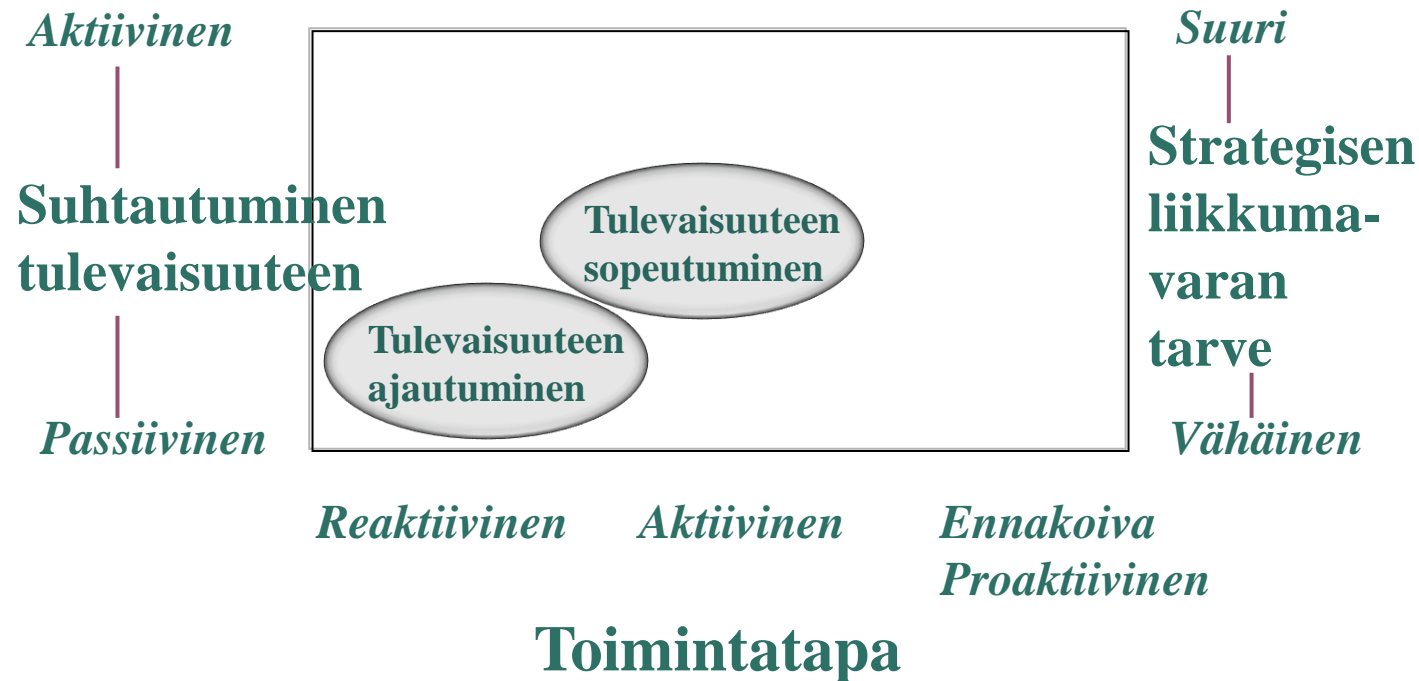 Aktiivinen
Suhtautuminen
tulevaisuuteen
Passiivinen
Tulevaisuuteen
sopeutuminen
Tulevaisuuteen
ajautuminen
Suuri
Strategisen
liikkuma-
varan
tarve
Vähäinen
Reaktiivinen
Aktiivinen
Ennakoiva
Proaktiivinen
Toimintatapa